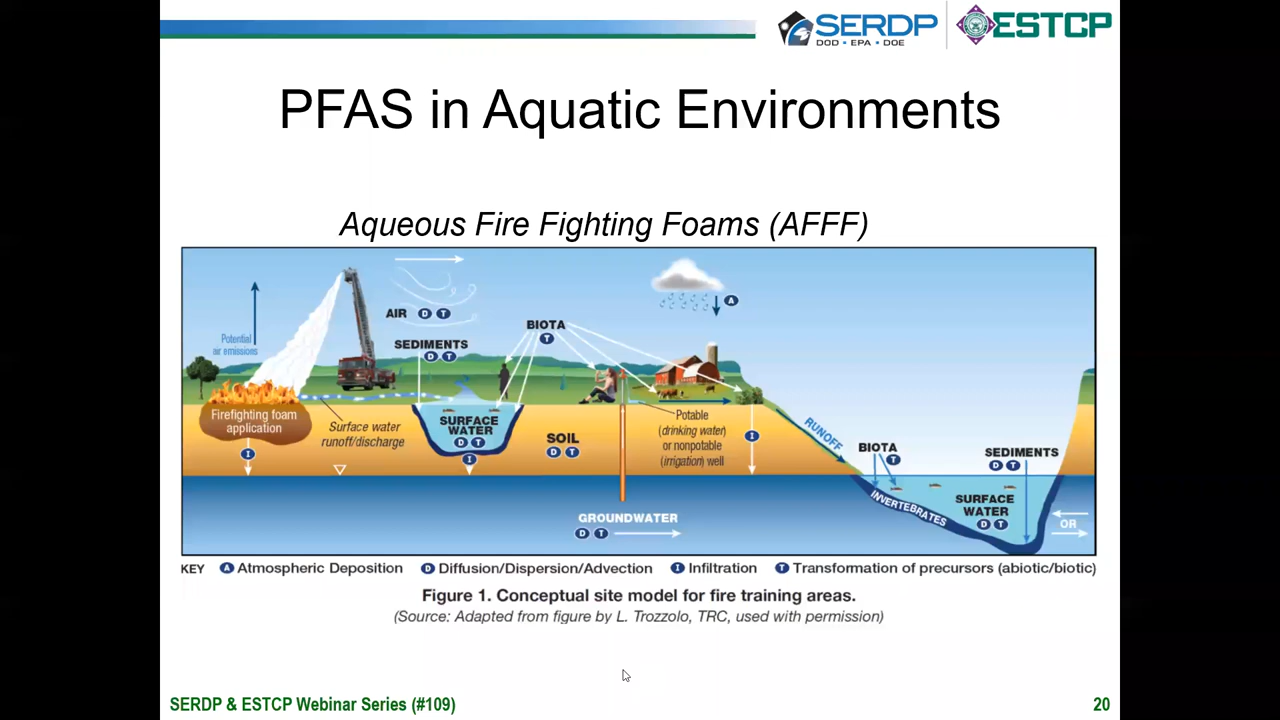 SERDP
DOD • EPA • DOE
ESTCP
PFAS in Aquatic Environments
Aqueous Fire Fighting Foams (AFFF)
Potential
air emissions
AIR D T
SEDIMENTS
D T
BIOTA
T
A
Firefighting foam
application
I
Surface water
runoff/discharge
SURFACE
WATER
D T
I
SOIL
D T
Potable
(drinking water)
or nonpotable
(irrigation) well
I
RUNOFF
BIOTA
T
SEDIMENTS
D T
INVERTEBRATES
SURFACE
WATER
D T
OR
GROUNDWATER
D T
KEY A Atmospheric Deposition D Diffusion/Dispersion/Advection I Infiltration T Transformation of precursors (abiotic/biotic)
Figure 1. Conceptual site model for fire training areas.
(Source: Adapted from figure by L. Trozzolo, TRC, used with permission)
SERDP & ESTCP Webinar Series (#109)
20